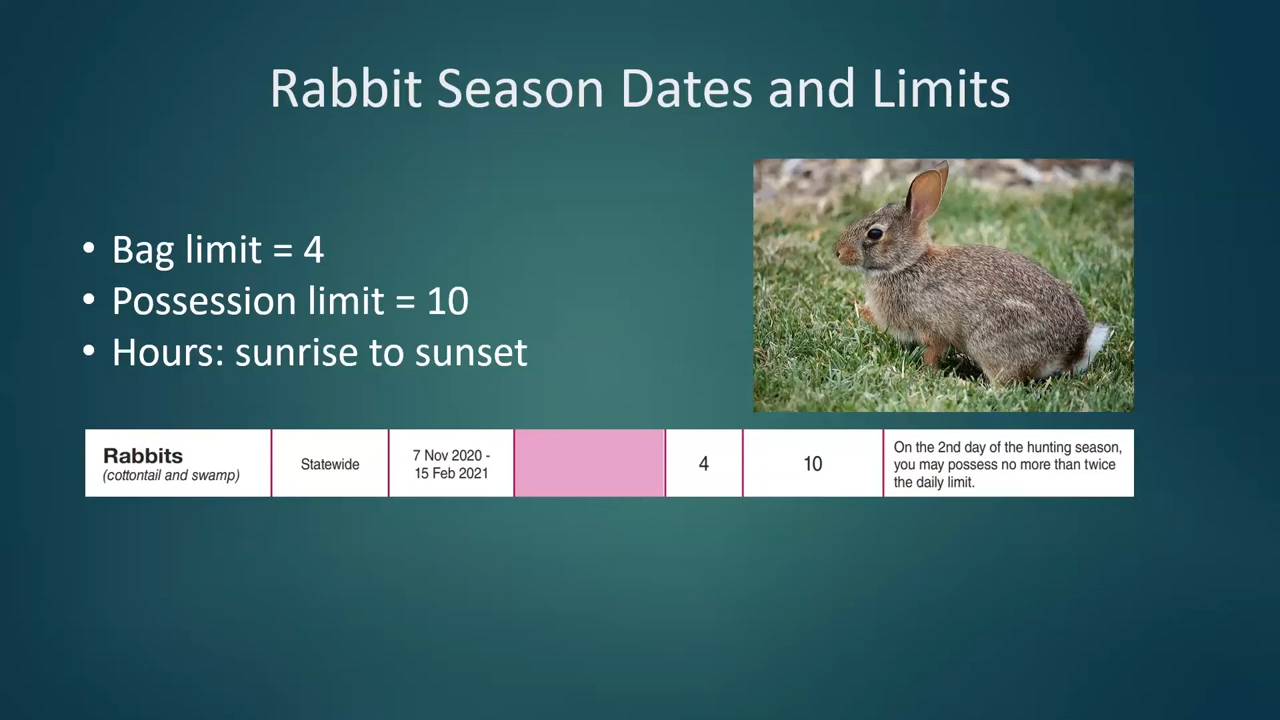 Rabbit Season Dates and Limits
• Bag limit = 4
• Possession limit = 10
• Hours: sunrise to sunset
Rabbits
(cottontail and swamp)
Statewide
7 Nov 2020 -
15 Feb 2021
4
10
On the 2nd day of the hunting season,
you may possess no more than twice
the daily limit.